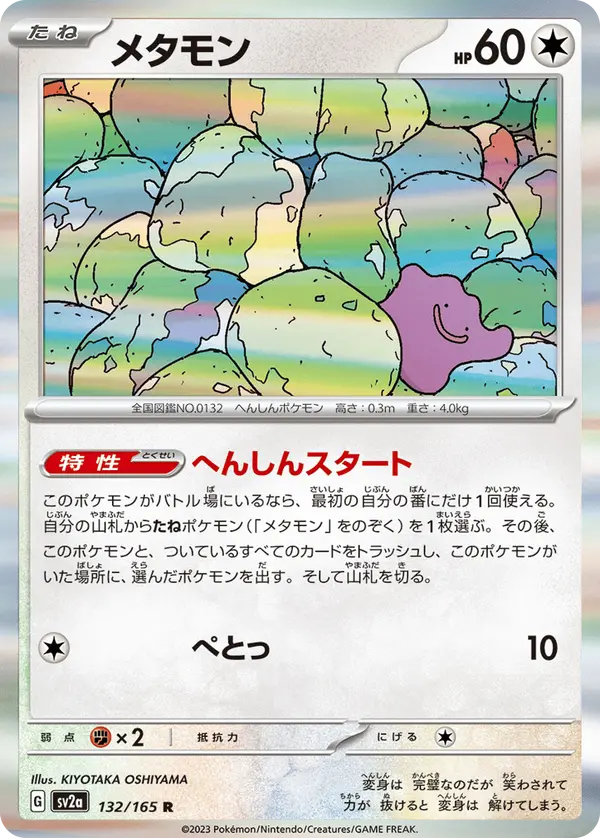 たね
メタモン
HP60
全国図鑑NO.0132 へんしんポケモン 高さ:0.3m 重さ:4.0kg
特性 とくせい へんしんスタート
このポケモンがバトル場にいるなら、最初の自分の番にだけ1回使える。
自分の山札からたねポケモン(「メタモン」をのぞく)を1枚選ぶ。その後、
このポケモンと、ついているすべてのカードをトラッシュし、このポケモンが
いた場所に、選んだポケモンを出す。そして山札を切る。
ぺとっ 10
弱点 ×2 抵抗力 にげる
Illus. KIYOTAKA OSHIYAMA
G sv2a 132/165 R
変身は 完璧なのだが 笑わされて
力が 抜けると 変身は 解けてしまう。
©2023 Pokémon/Nintendo/Creatures/GAME FREAK.